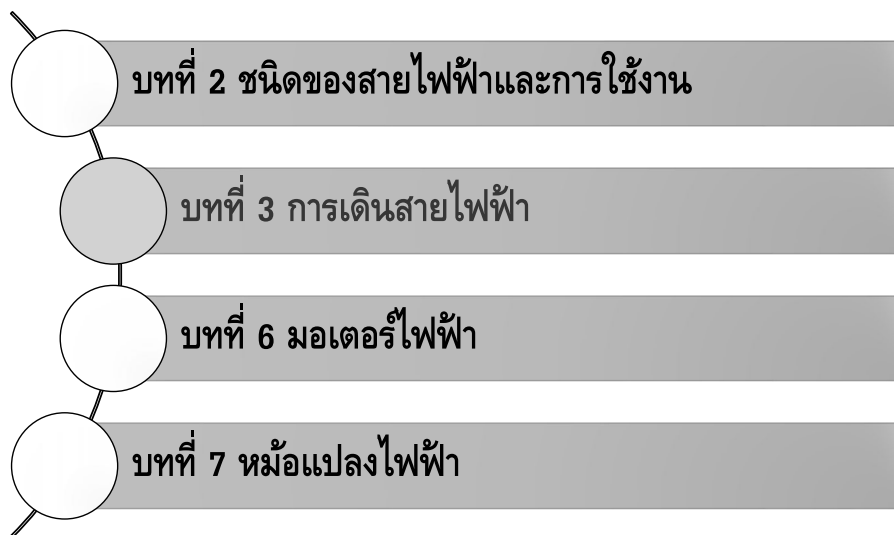 บทที่ 2 ชนิดของสายไฟฟ้าและการใช้งาน
บทที่ 3 การเดินสายไฟฟ้า
บทที่ 6 มอเตอร์ไฟฟ้า
บทที่ 7 หม้อแปลงไฟฟ้า